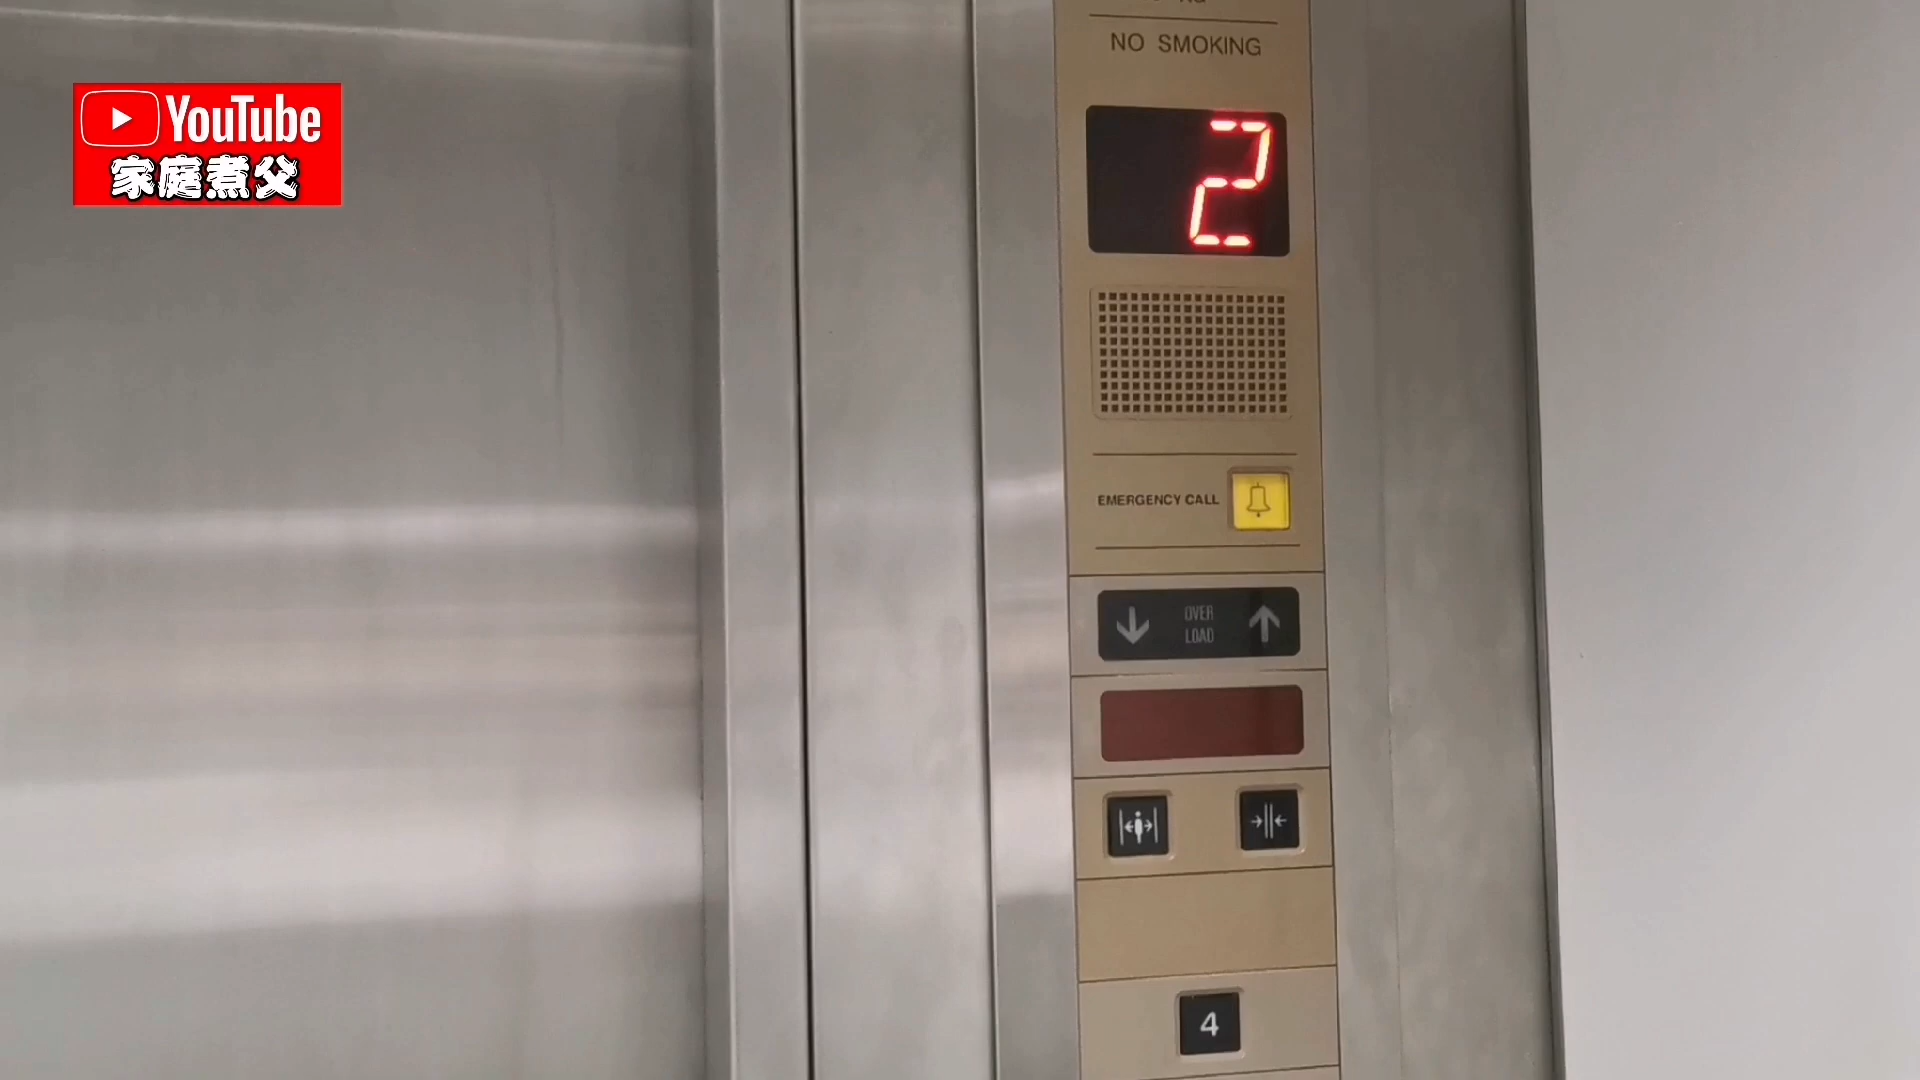 NO SMOKING
YouTube
家庭煮父
2
EMERGENCY CALL
OVER
LOAD
4